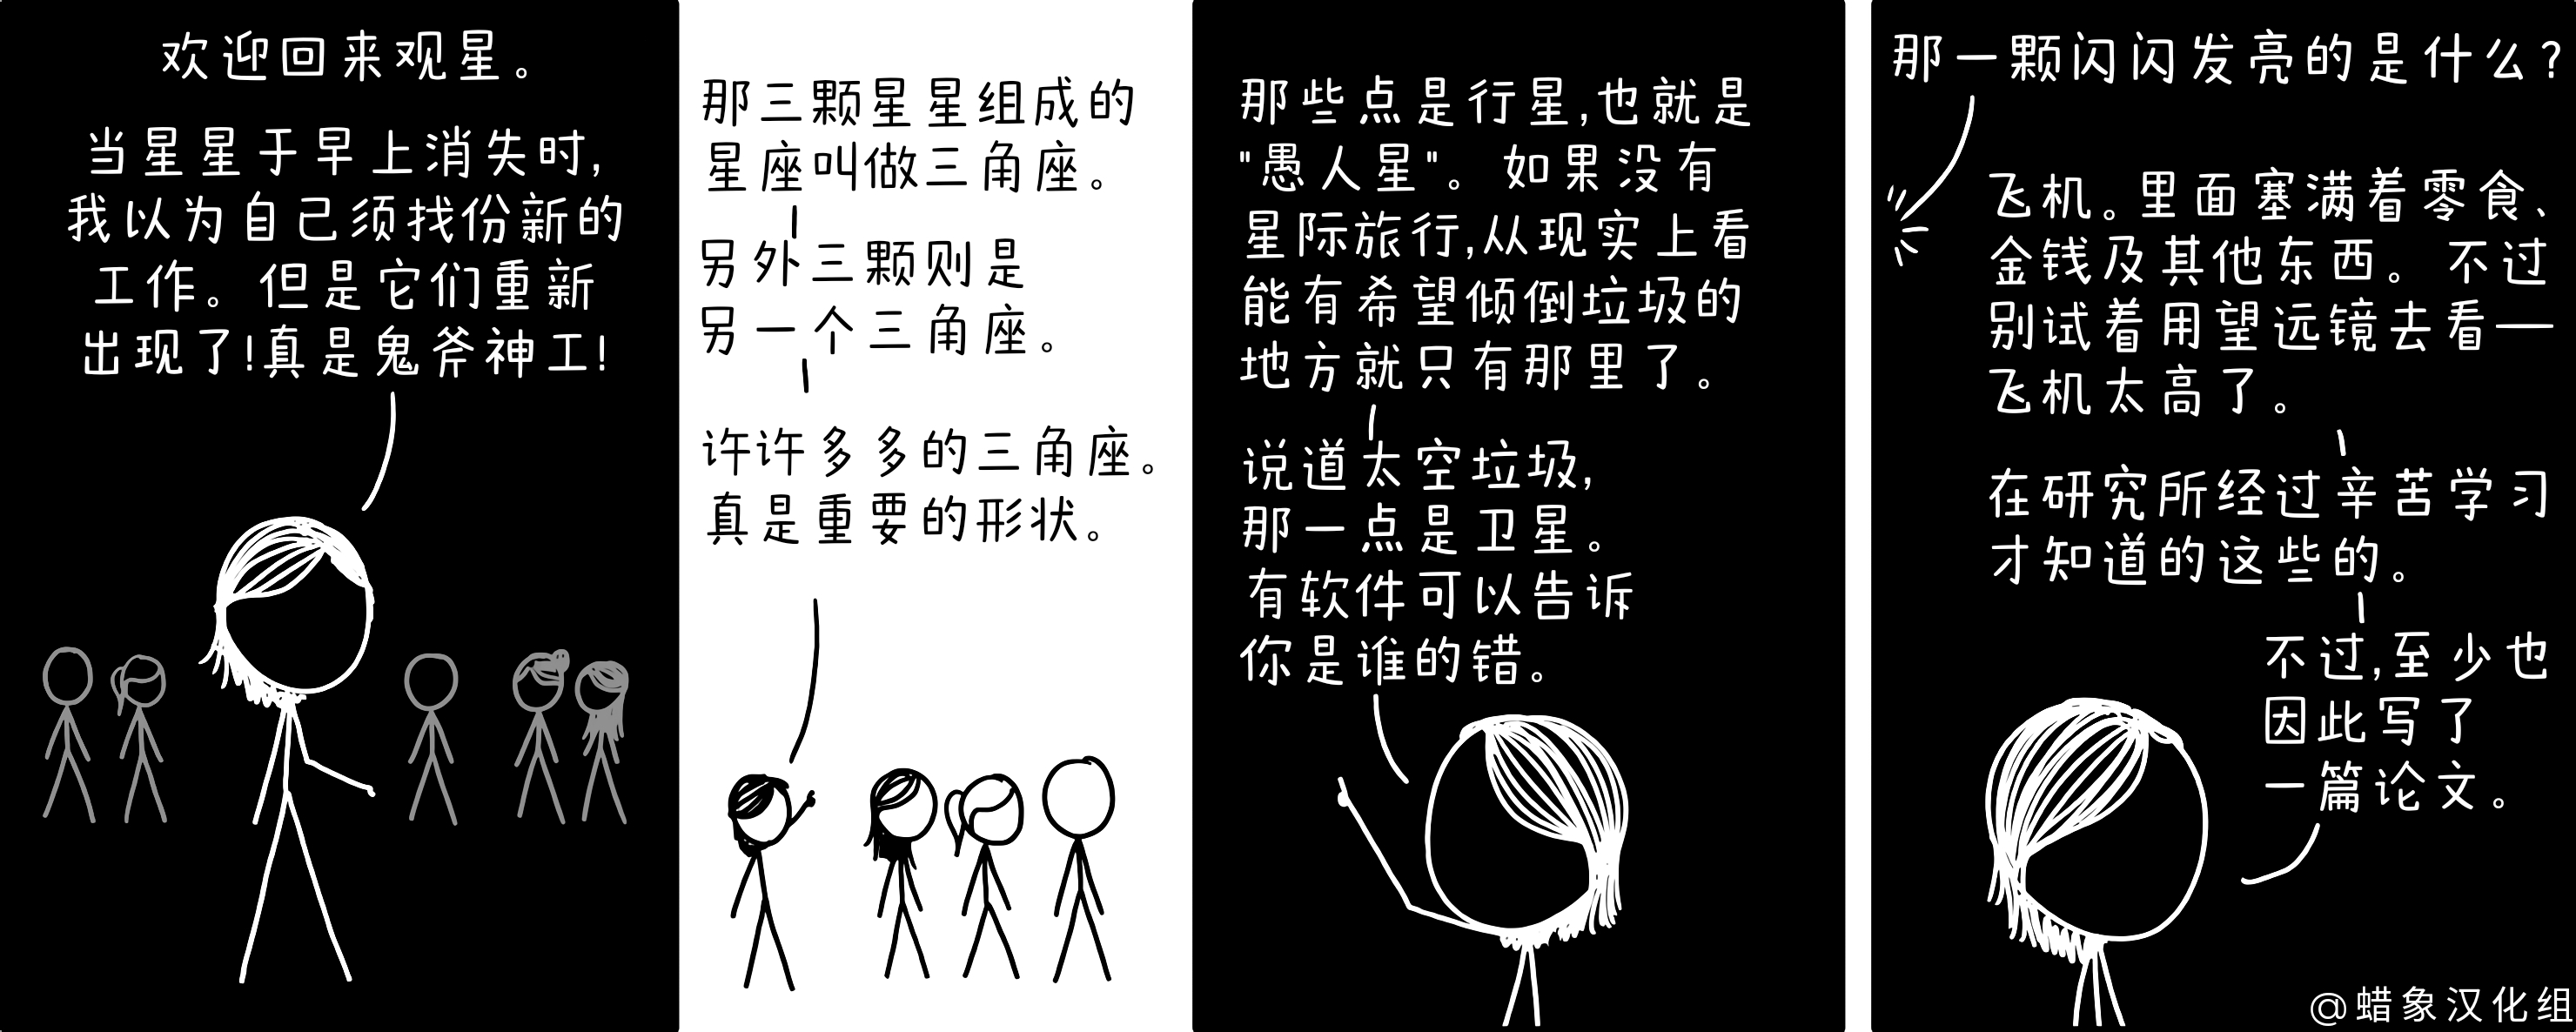 欢迎回来观星。
当星星于早上消失时,
我以为自己须找份新的
工作。但是它们重新
出现了!真是鬼斧神工!
那三颗星星组成的
星座叫做三角座。
另外三颗则是
另一个三角座。
许许多多的三角座。
真是重要的形状。
那些点是行星,也就是
"愚人星"。如果没有
星际旅行,从现实上看
能有希望倾倒垃圾的
地方就只有那里了。
说道太空垃圾,
那一点是卫星。
有软件可以告诉
你是谁的错。
那一颗闪闪发亮的是什么?
飞机。里面塞满着零食、
金钱及其他东西。不过
别试着用望远镜去看—
飞机太高了。
在研究所经过辛苦学习
才知道的这些的。
不过,至少也
因此写了
一篇论文。
@蜡象汉化组